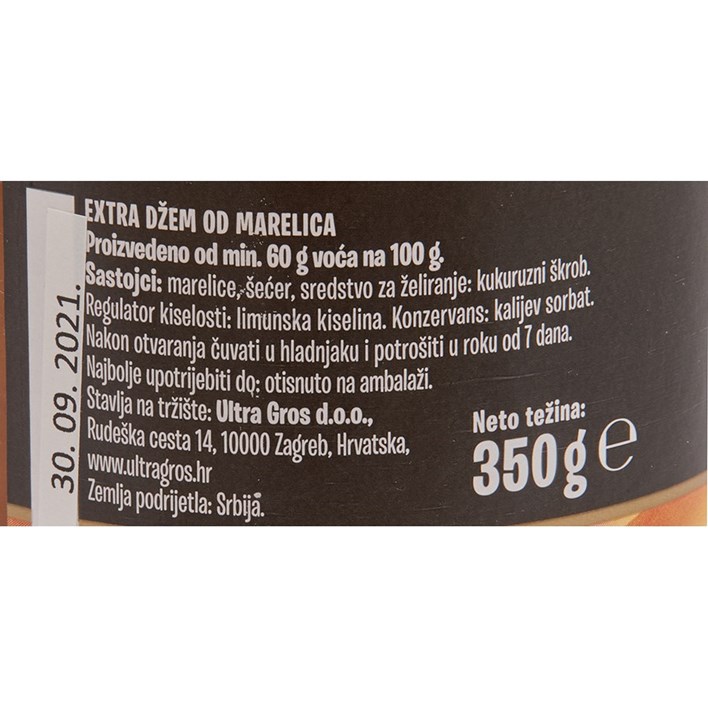 EXTRA DŽEM OD MARELICA
Proizvedeno od min. 60 g voća na 100 g.
Sastojci: marelice, šećer, sredstvo za želiranje: kukuruzni škrob.
Regulator kiselosti: limunska kiselina. Konzervans: kalijev sorbat.
Nakon otvaranja čuvati u hladnjaku i potrošiti u roku od 7 dana.
Najbolje upotrijebiti do: otisnuto na ambalaži.
Stavlja na tržište: Ultra Gros d.o.o.,
Rudeška cesta 14, 10000 Zagreb, Hrvatska,
www.ultragros.hr
Zemlja podrijetla: Srbija.
Neto težina:
350 g e
30. 09. 2021.